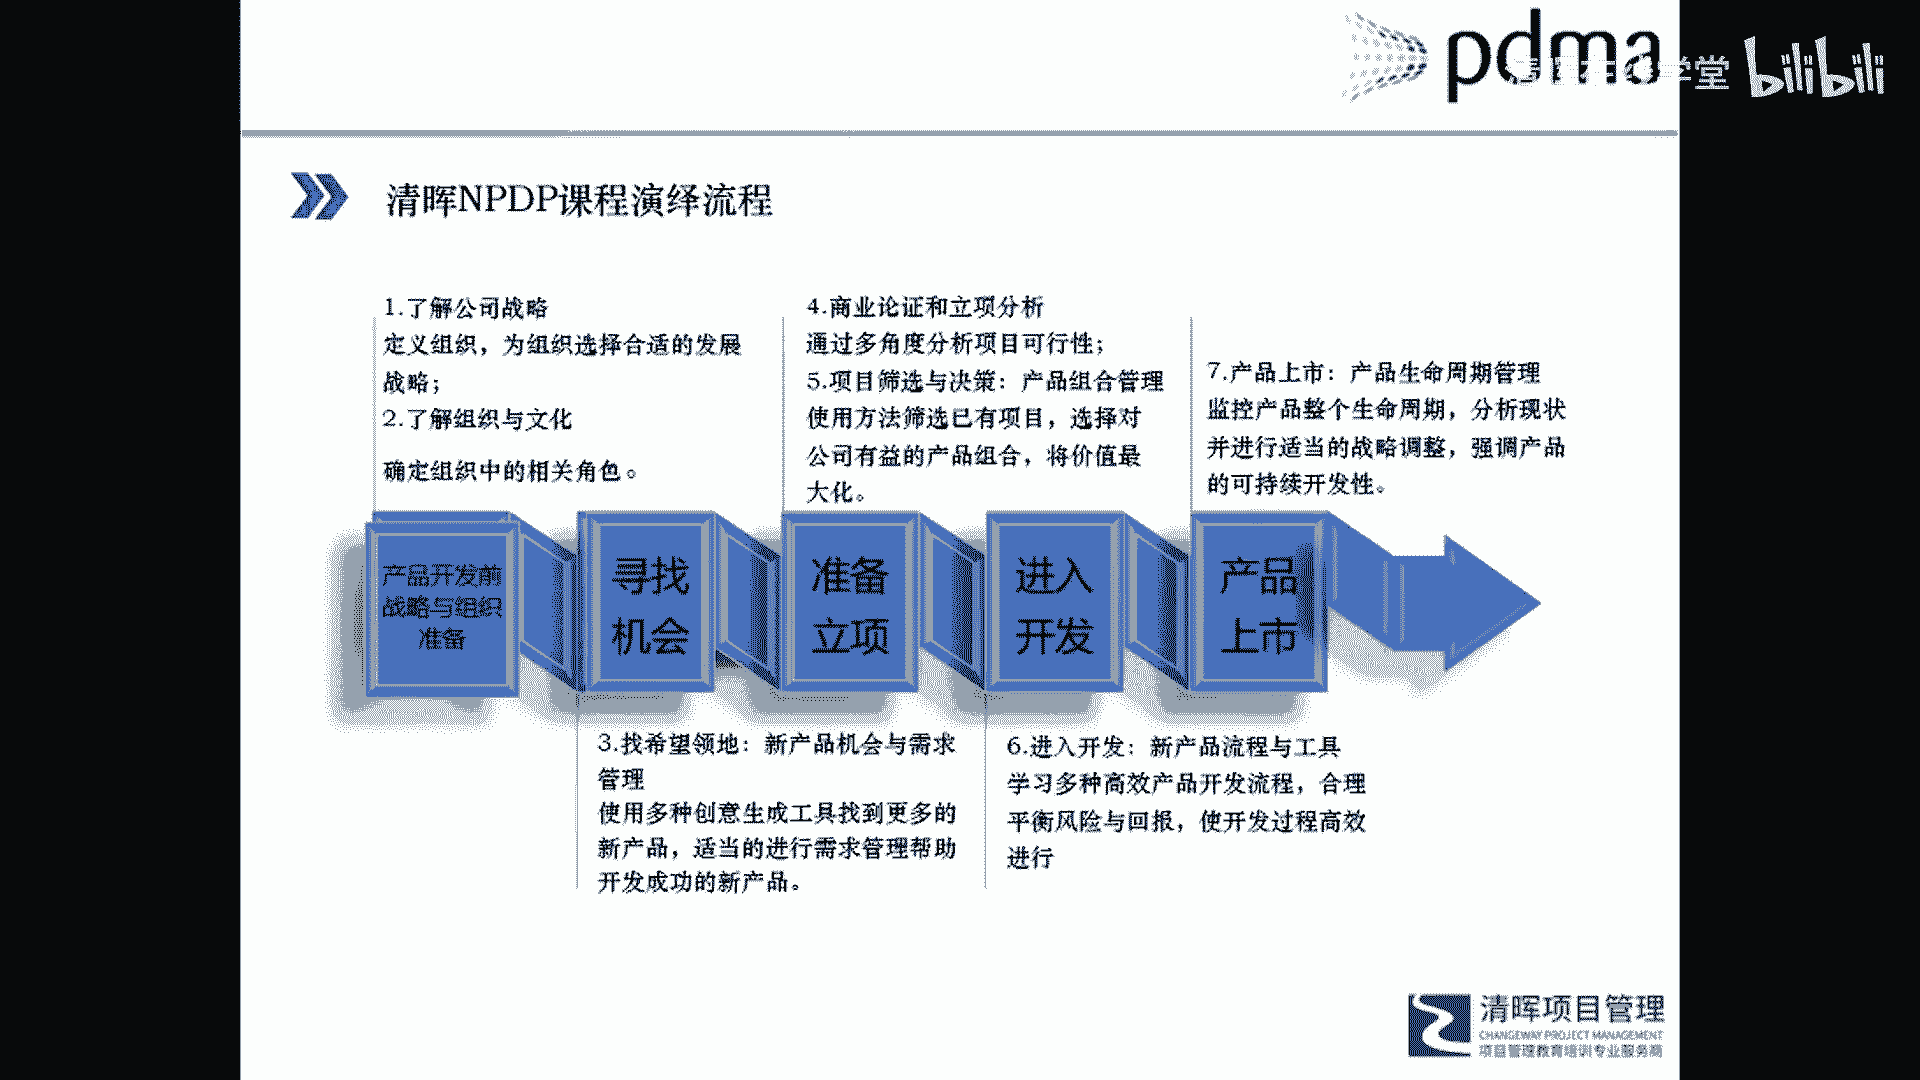 pdma
清晖在线学堂 bilibili
清晖NPDP课程演绎流程
1.了解公司战略
定义组织，为组织选择合适的发展
战略；
2.了解组织与文化
确定组织中的相关角色。
4.商业论证和立项分析
通过多角度分析项目可行性；
5.项目筛选与决策：产品组合管理
使用方法筛选已有项目，选择对
公司有益的产品组合，将价值最
大化。
7.产品上市：产品生命周期管理
监控产品整个生命周期，分析现状
并进行适当的战略调整，强调产品
的可持续开发性。
产品开发前
战略与组织
准备
寻找
机会
准备
立项
进入
开发
产品
上市
3.找希望领地：新产品机会与需求
管理
使用多种创意生成工具找到更多的
新产品，适当的进行需求管理帮助
开发成功的新产品。
6.进入开发：新产品流程与工具
学习多种高效产品开发流程，合理
平衡风险与回报，使开发过程高效
进行
清晖项目管理
CHANGEWAY PROJECT MANAGEMENT
项目管理教育培训专业服务商